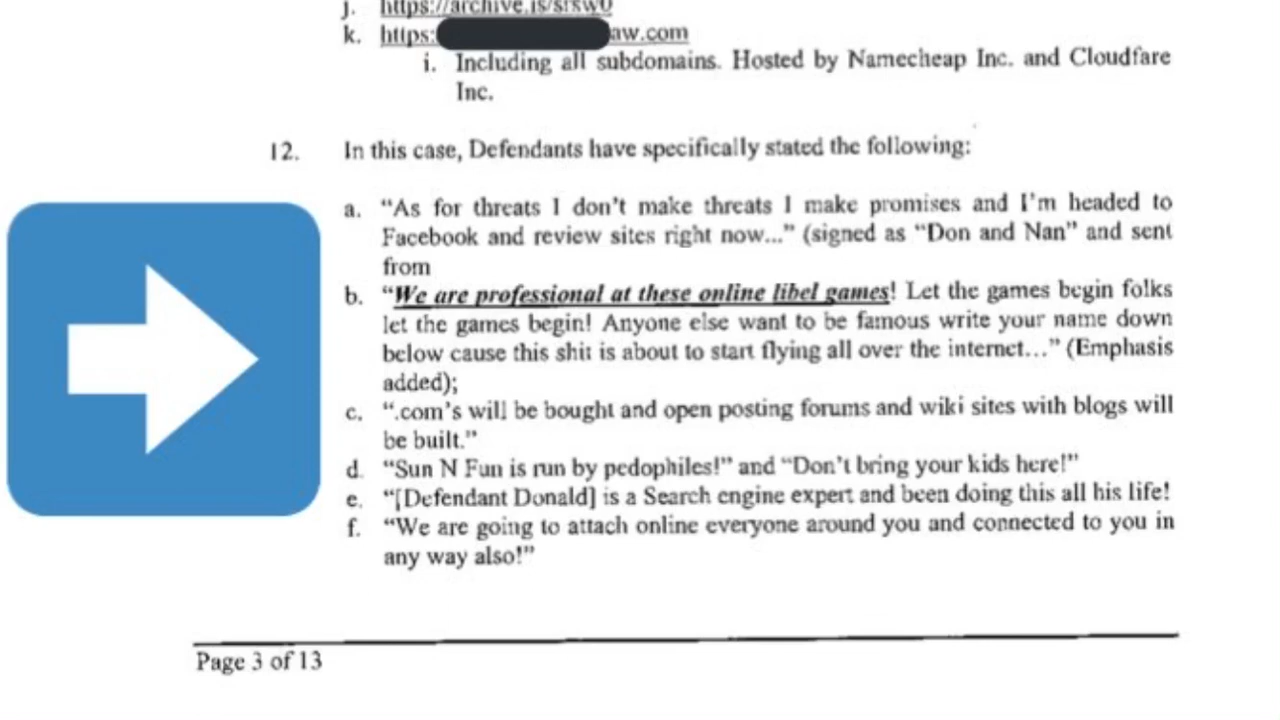 j. https://archive.is/
k. https: aw.com
i. Including all subdomains. Hosted by Namecheap Inc. and Cloudfare
Inc.
12. In this case, Defendants have specifically stated the following:
a. “As for threats I don’t make threats I make promises and I’m headed to
Facebook and review sites right now...” (signed as “Don and Nan” and sent
from
b. “We are professional at these online libel games! Let the games begin folks
let the games begin! Anyone else want to be famous write your name down
below cause this shit is about to start flying all over the internet...” (Emphasis
added);
c. “.com’s will be bought and open posting forums and wiki sites with blogs will
be built.”
d. “Sun N Fun is run by pedophiles!” and “Don’t bring your kids here!”
e. “[Defendant Donald] is a Search engine expert and been doing this all his life!
f. “We are going to attach online everyone around you and connected to you in
any way also!”
Page 3 of 13